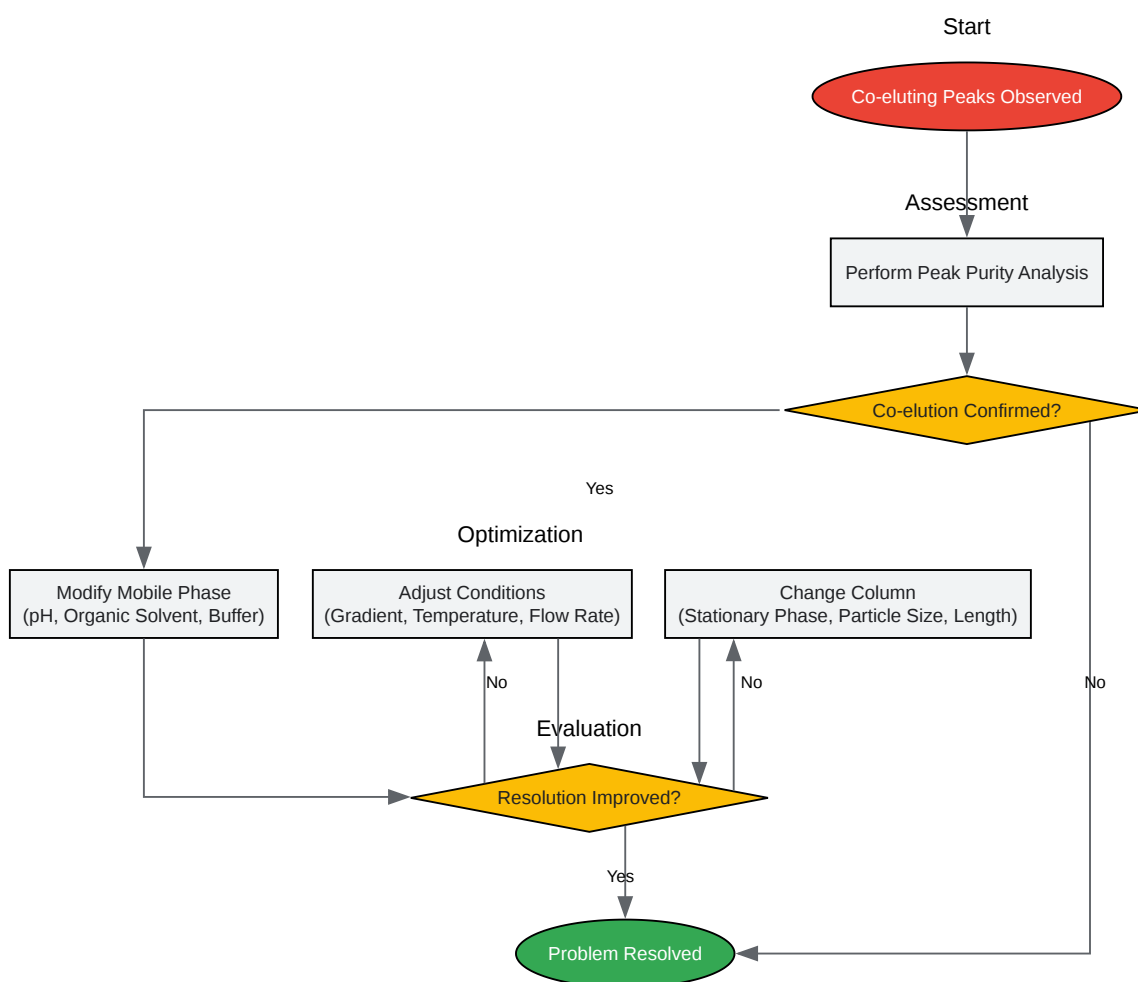 Start
Co-eluting Peaks Observed
Assessment
Perform Peak Purity Analysis
Co-elution Confirmed?
Yes
Optimization
Modify Mobile Phase
(pH, Organic Solvent, Buffer)
Adjust Conditions
(Gradient, Temperature, Flow Rate)
Change Column
(Stationary Phase, Particle Size, Length)
No
No
No
Evaluation
Resolution Improved?
Yes
Problem Resolved